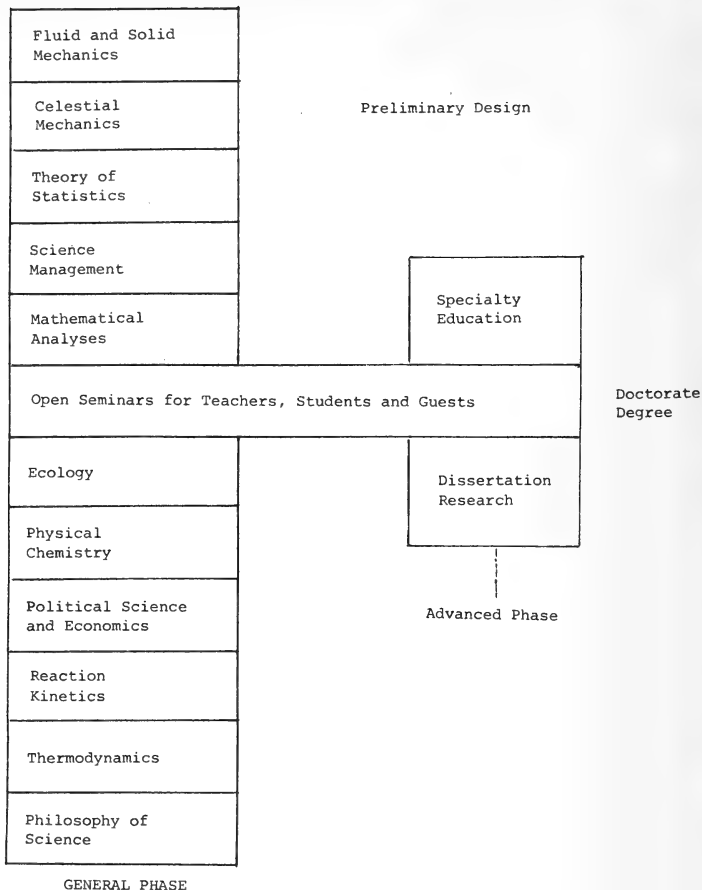 Fluid and Solid
Mechanics
Celestial
Mechanics
Preliminary Design
Theory of
Statistics
Science
Management
Specialty
Education
Mathematical
Analyses
Open Seminars for Teachers, Students and Guests
Doctorate
Degree
Ecology
Dissertation
Research
Physical
Chemistry
Political Science
and Economics
Advanced Phase
Reaction
Kinetics
Thermodynamics
Philosophy of
Science
GENERAL PHASE